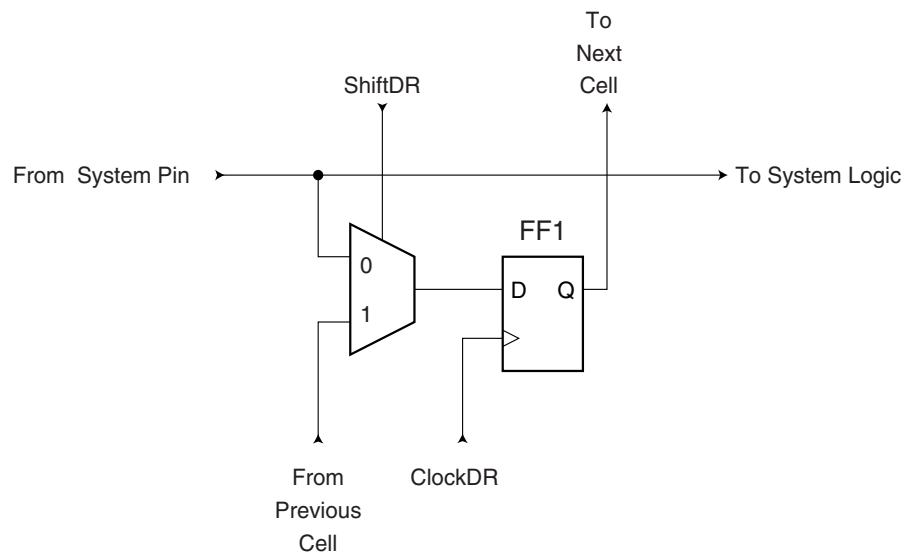 To
Next
Cell
ShiftDR
From System Pin
To System Logic
FF1
0
D Q
1
From
Previous
Cell
ClockDR